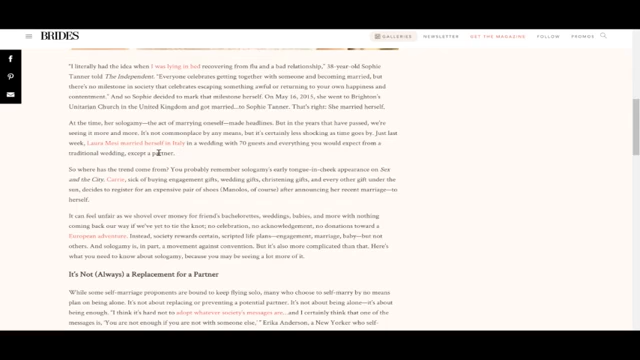 BRIDES
GALLERIES NEWSLETTER GET THE MAGAZINE FOLLOW PROMOS
"I literally had the idea when I was lying in bed recovering from flu and a bad relationship," 38-year-old Sophie
Tanner told The Independent. "Everyone celebrates getting together with someone and becoming married, but
there's no milestone in society that celebrates escaping something awful or returning to your own happiness and
contentment." And so Sophie decided to mark that milestone herself. On May 16, 2015, she went to Brighton's
Unitarian Church in the United Kingdom and got married...to Sophie Tanner. That's right: She married herself.
At the time, her sologamy—the act of marrying oneself—made headlines. But in the years that have passed, we're
seeing it more and more. It's not commonplace by any means, but it's certainly less shocking as time goes by. Just last
week, Laura Mesi married herself in Italy in a wedding with 70 guests and everything you would expect from a
traditional wedding, except a partner.
So where has the trend come from? You probably remember sologamy's early tongue-in-cheek appearance on Sex
and the City. Carrie, sick of buying engagement gifts, wedding gifts, christening gifts, and every other gift under the
sun, decides to register for an expensive pair of shoes (Manolos, of course) after announcing her recent marriage—to
herself.
It can feel unfair as we shovel over money for friend's bachelorettes, weddings, babies, and more with nothing
coming back our way if we've yet to tie the knot; no celebration, no acknowledgement, no donations toward a
European adventure. Instead, society rewards certain, scripted life plans—engagement, marriage, baby—but not
others. And sologamy is, in part, a movement against convention. But it's also more complicated than that. Here's
what you need to know about sologamy, because you may be seeing a lot more of it.
It's Not (Always) a Replacement for a Partner
While some self-marriage proponents are bound to keep flying solo, many who choose to self-marry by no means
plan on being alone. It's not about replacing or preventing a potential partner. It's not about being alone—it's about
being enough. "I think it's hard not to adopt whatever society's messages are...and I certainly think that one of the
messages is, 'You are not enough if you are not with someone else,'" Erika Anderson, a New Yorker who self-